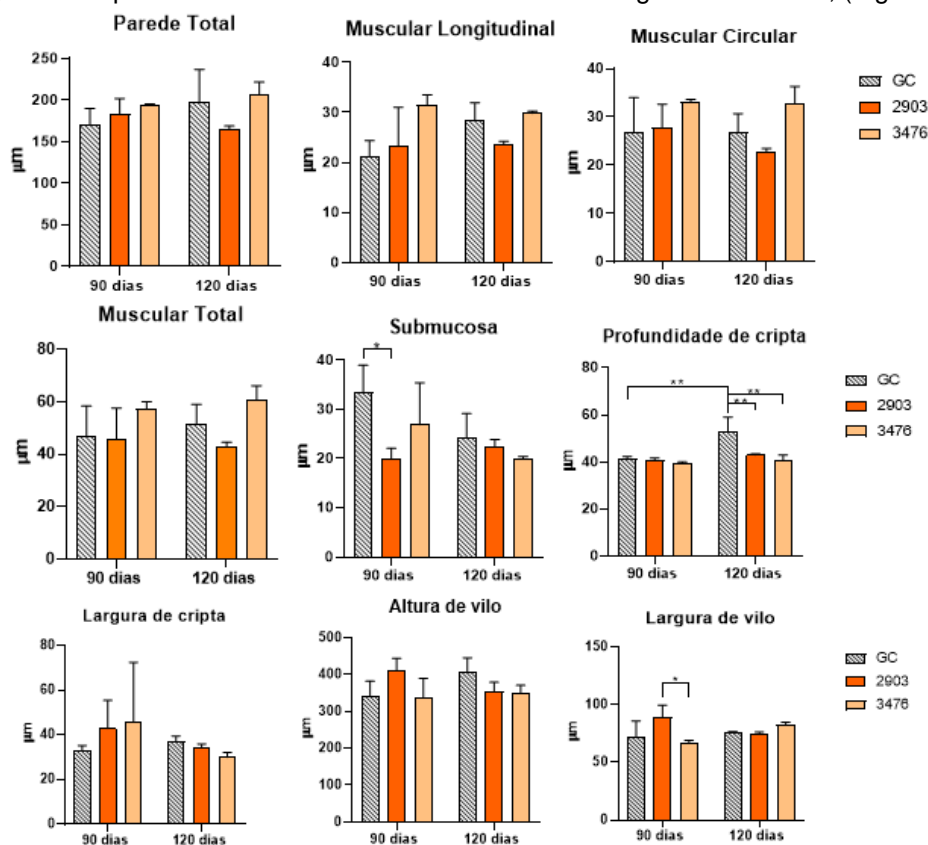 Parede Total
250
200
150
100
50
0
µm
90 dias 120 dias
Muscular Longitudinal
40
30
20
10
0
µm
90 dias 120 dias
Muscular Circular
40
30
20
10
0
µm
90 dias 120 dias
GC
2903
3476
Muscular Total
80
60
40
20
0
µm
90 dias 120 dias
Submucosa
40
30
20
10
0
µm
*
90 dias 120 dias
Profundidade de cripta
80
60
40
20
0
µm
**
**
**
90 dias 120 dias
GC
2903
3476
Largura de cripta
80
60
40
20
0
µm
90 dias 120 dias
Altura de vilo
500
400
300
200
100
0
µm
90 dias 120 dias
Largura de vilo
150
100
50
0
µm
*
90 dias 120 dias
GC
2903
3476